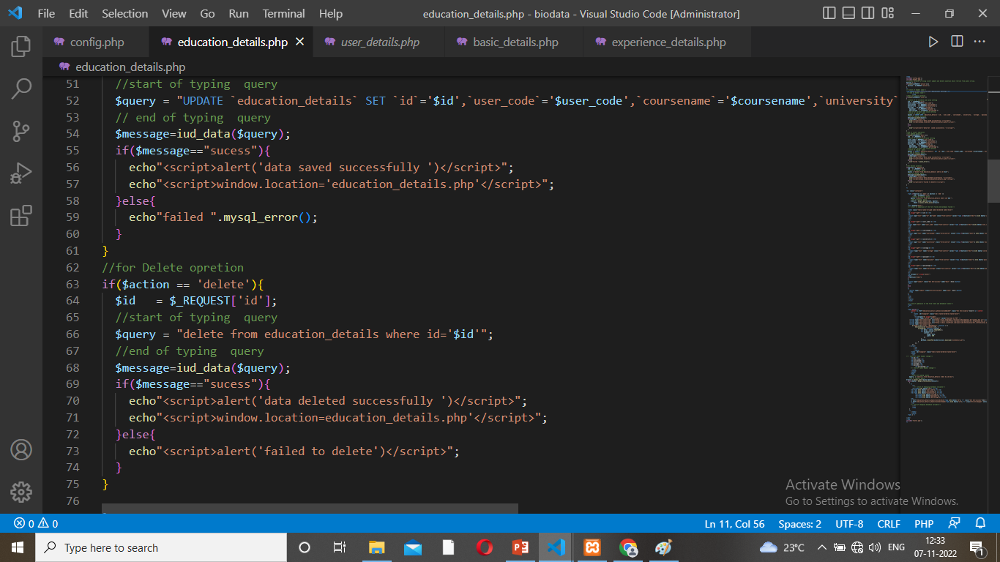 File Edit Selection View Go Run Terminal Help education_details.php - biodata - Visual Studio Code [Administrator]
config.php education_details.php user_details.php basic_details.php experience_details.php
education_details.php
51 //start of typing  query
52 $query = "UPDATE `education_details` SET `id`='$id',`user_code`='$user_code',`coursename`='$coursename',`university`
53 // end of typing  query
54 $message=iud_data($query);
55 if($message=="sucess"){
56 echo"<script>alert('data saved successfully ')</script>";
57 echo"<script>window.location='education_details.php'</script>";
58 }else{
59 echo"failed ".mysql_error();
60 }
61 }
62 //for Delete opretion
63 if($action == 'delete'){
64 $id   = $_REQUEST['id'];
65 //start of typing  query
66 $query = "delete from education_details where id='$id'";
67 //end of typing  query
68 $message=iud_data($query);
69 if($message=="sucess"){
70 echo"<script>alert('data deleted successfully ')</script>";
71 echo"<script>window.location=education_details.php'</script>";
72 }else{
73 echo"<script>alert('failed to delete')</script>";
74 }
75 }
76
Activate Windows
Go to Settings to activate Windows.
0 0 Ln 11, Col 56 Spaces: 2 UTF-8 CRLF PHP
Type here to search 23°C ENG 12:33
07-11-2022 1